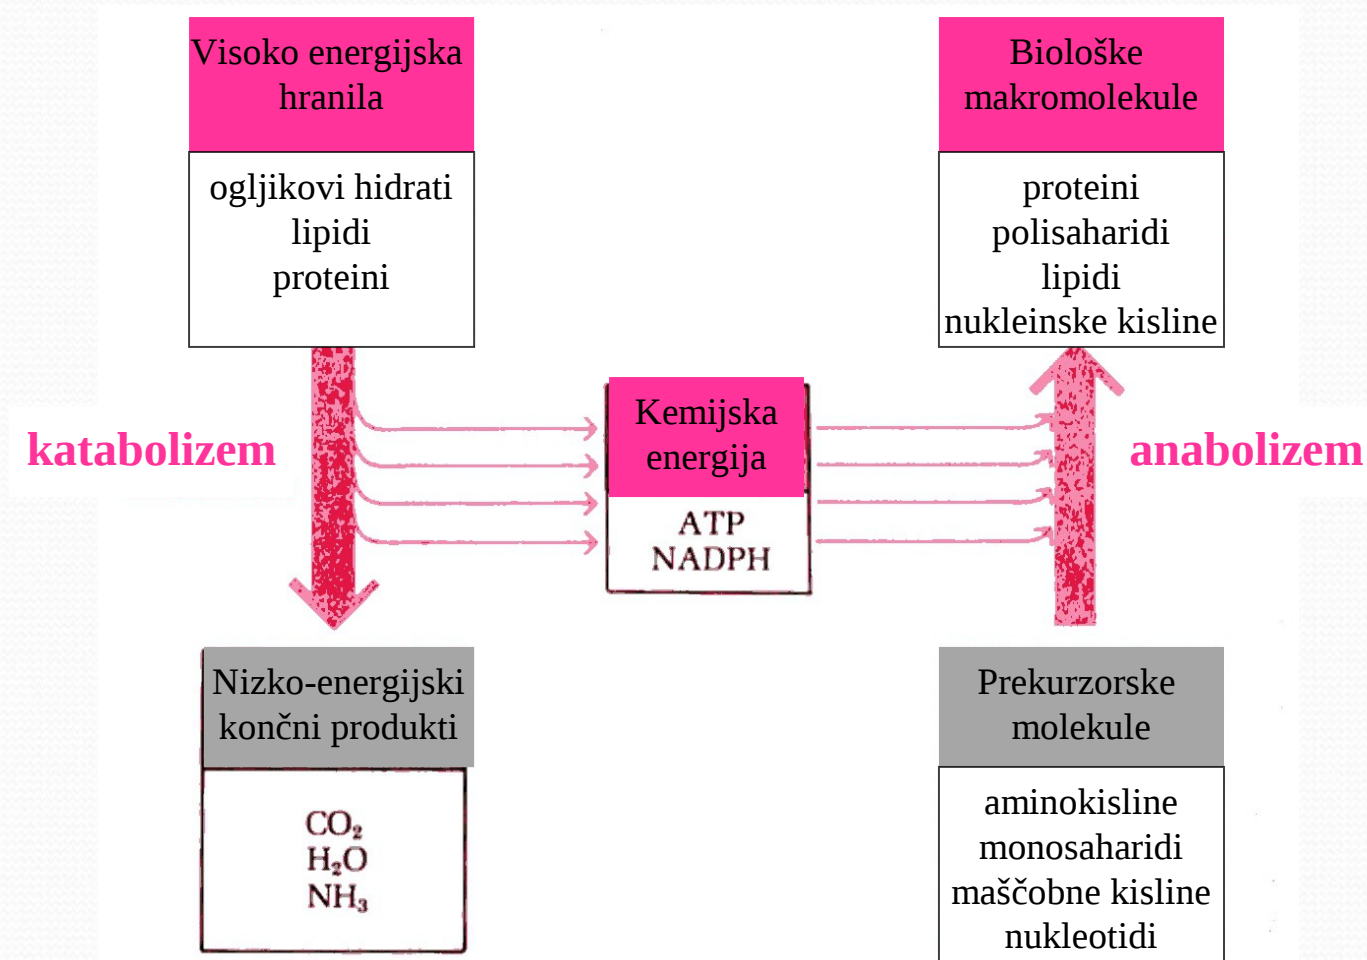 Visoko energijska
hranila
ogljikovi hidrati
lipidi
proteini
Biološke
makromolekule
proteini
polisaharidi
lipidi
nukleinske kisline
katabolizem
Kemijska
energija
ATP
NADPH
anabolizem
Nizko-energijski
končni produkti
CO₂
H₂O
NH₃
Prekurzorske
molekule
aminokisline
monosaharidi
maščobne kisline
nukleotidi